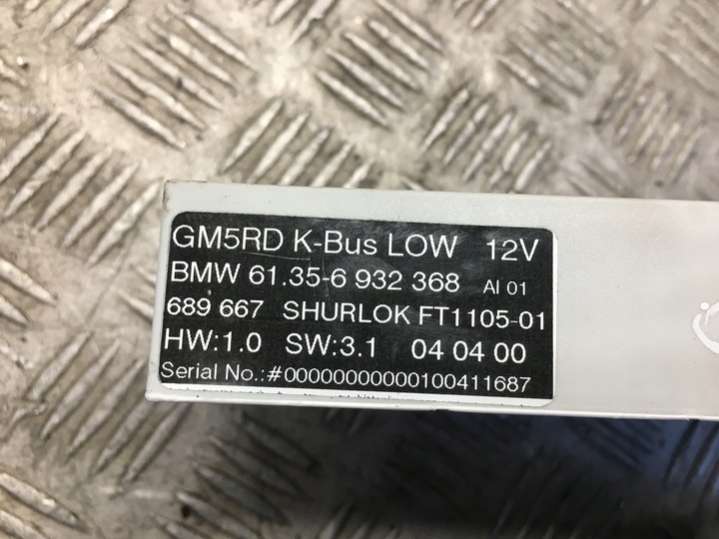 GM5RD K-Bus LOW 12V
BMW 61.35-6 932 368 AI 01
689 667 SHURLOK FT1105-01
HW:1.0 SW:3.1 04 04 00
Serial No.:#00000000000100411687